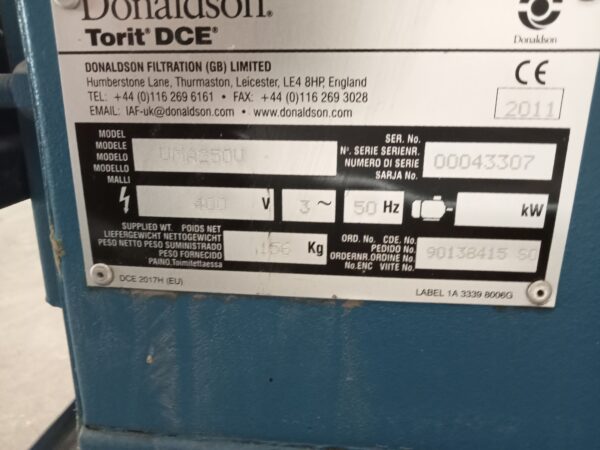 Donaldson.
Torit® DCE®
Donaldson
DONALDSON FILTRATION (GB) LIMITED
Humberstone Lane, Thurmaston, Leicester, LE4 8HP, England
TEL: +44 (0)116 269 6161 • FAX: +44 (0)116 269 3028
EMAIL: IAF-uk@donaldson.com • www.donaldson.com
CE
2011
MODEL
MODELE
MODELO
MODELLO
MALLI
UMA250V
SER. No.
N°. SERIE SERIENR.
NUMERO DI SERIE
SARJA No.
00043307
400 V
3 ~
50 Hz
kW
SUPPLIED WT. POIDS NET
LIEFERGEWICHT NETTOGEWICHT
PESO NETTO PESO SUMINISTRADO
PESO FORNECIDO
PAINO.Toimitettaessa
156 Kg
ORD. No. CDE. No.
PEDIDO No.
ORDERNR.ORDINE No.
No.ENC VIITE No.
90138415 50
DCE 2017H (EU)
LABEL 1A 3339 8006G